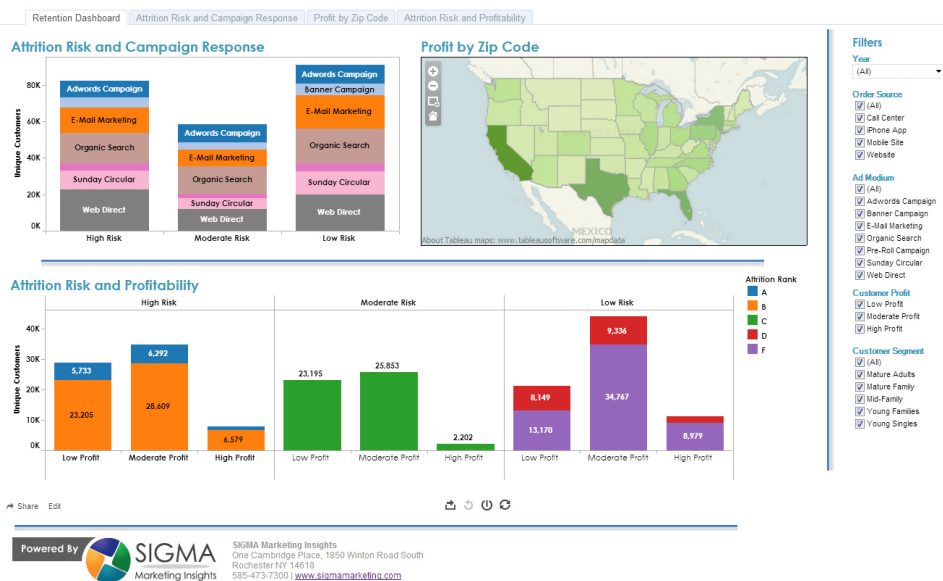 Retention Dashboard
Attrition Risk and Campaign Response
Profit by Zip Code
Attrition Risk and Profitability
Attrition Risk and Campaign Response
Unique Customers
80K
60K
40K
20K
0K
Adwords Campaign
E-Mail Marketing
Organic Search
Sunday Circular
Web Direct
Adwords Campaign
E-Mail Marketing
Organic Search
Sunday Circular
Web Direct
Adwords Campaign
Banner Campaign
E-Mail Marketing
Organic Search
Sunday Circular
Web Direct
High Risk
Moderate Risk
Low Risk
Profit by Zip Code
MEXICO
About Tableau maps: www.tableausoftware.com/mapdata
Filters
Year
(All)
Order Source
(All)
Call Center
iPhone App
Mobile Site
Website
Ad Medium
(All)
Adwords Campaign
Banner Campaign
E-Mail Marketing
Organic Search
Pre-Roll Campaign
Sunday Circular
Web Direct
Customer Profit
Low Profit
Moderate Profit
High Profit
Customer Segment
(All)
Mature Adults
Mature Family
Mid-Family
Young Families
Young Singles
Attrition Risk and Profitability
High Risk
Moderate Risk
Low Risk
Unique Customers
40K
30K
20K
10K
0K
5,733
23,205
6,292
28,609
6,579
23,195
25,853
2,202
8,149
13,170
9,336
34,767
8,979
Low Profit
Moderate Profit
High Profit
Low Profit
Moderate Profit
High Profit
Low Profit
Moderate Profit
High Profit
Attrition Rank
A
B
C
D
F
Share
Edit
Powered By
SIGMA
Marketing Insights
SIGMA Marketing Insights
One Cambridge Place, 1850 Winton Road South
Rochester NY 14618
585-473-7300 | www.sigmamarketing.com